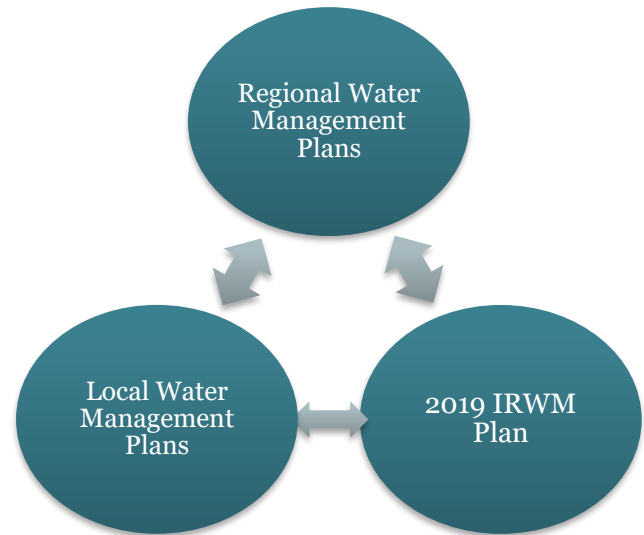 Regional Water
Management
Plans
Local Water
Management
Plans
2019 IRWM
Plan